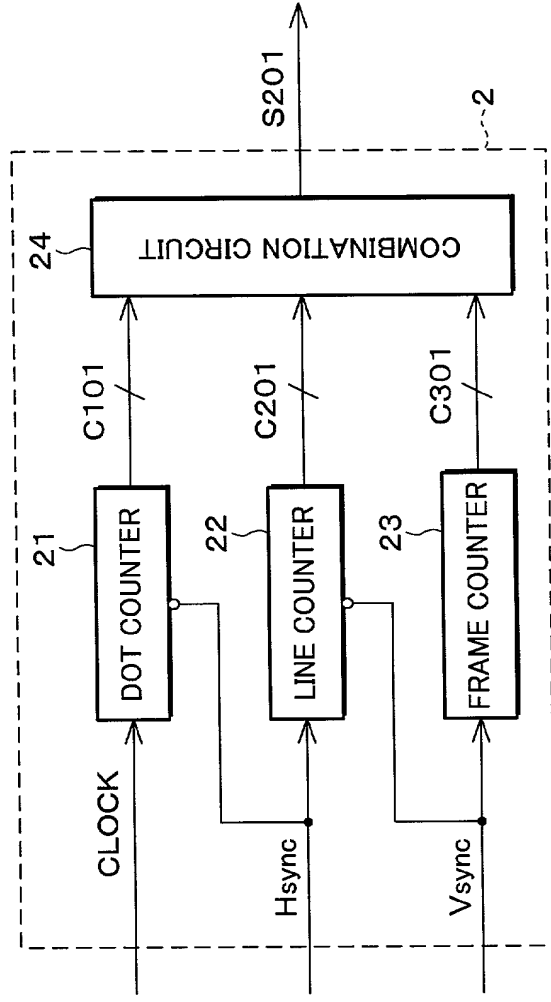 CLOCK
21
DOT COUNTER
C101
24
COMBINATION CIRCUIT
S201
2
Hsync
22
LINE COUNTER
C201
Vsync
23
FRAME COUNTER
C301